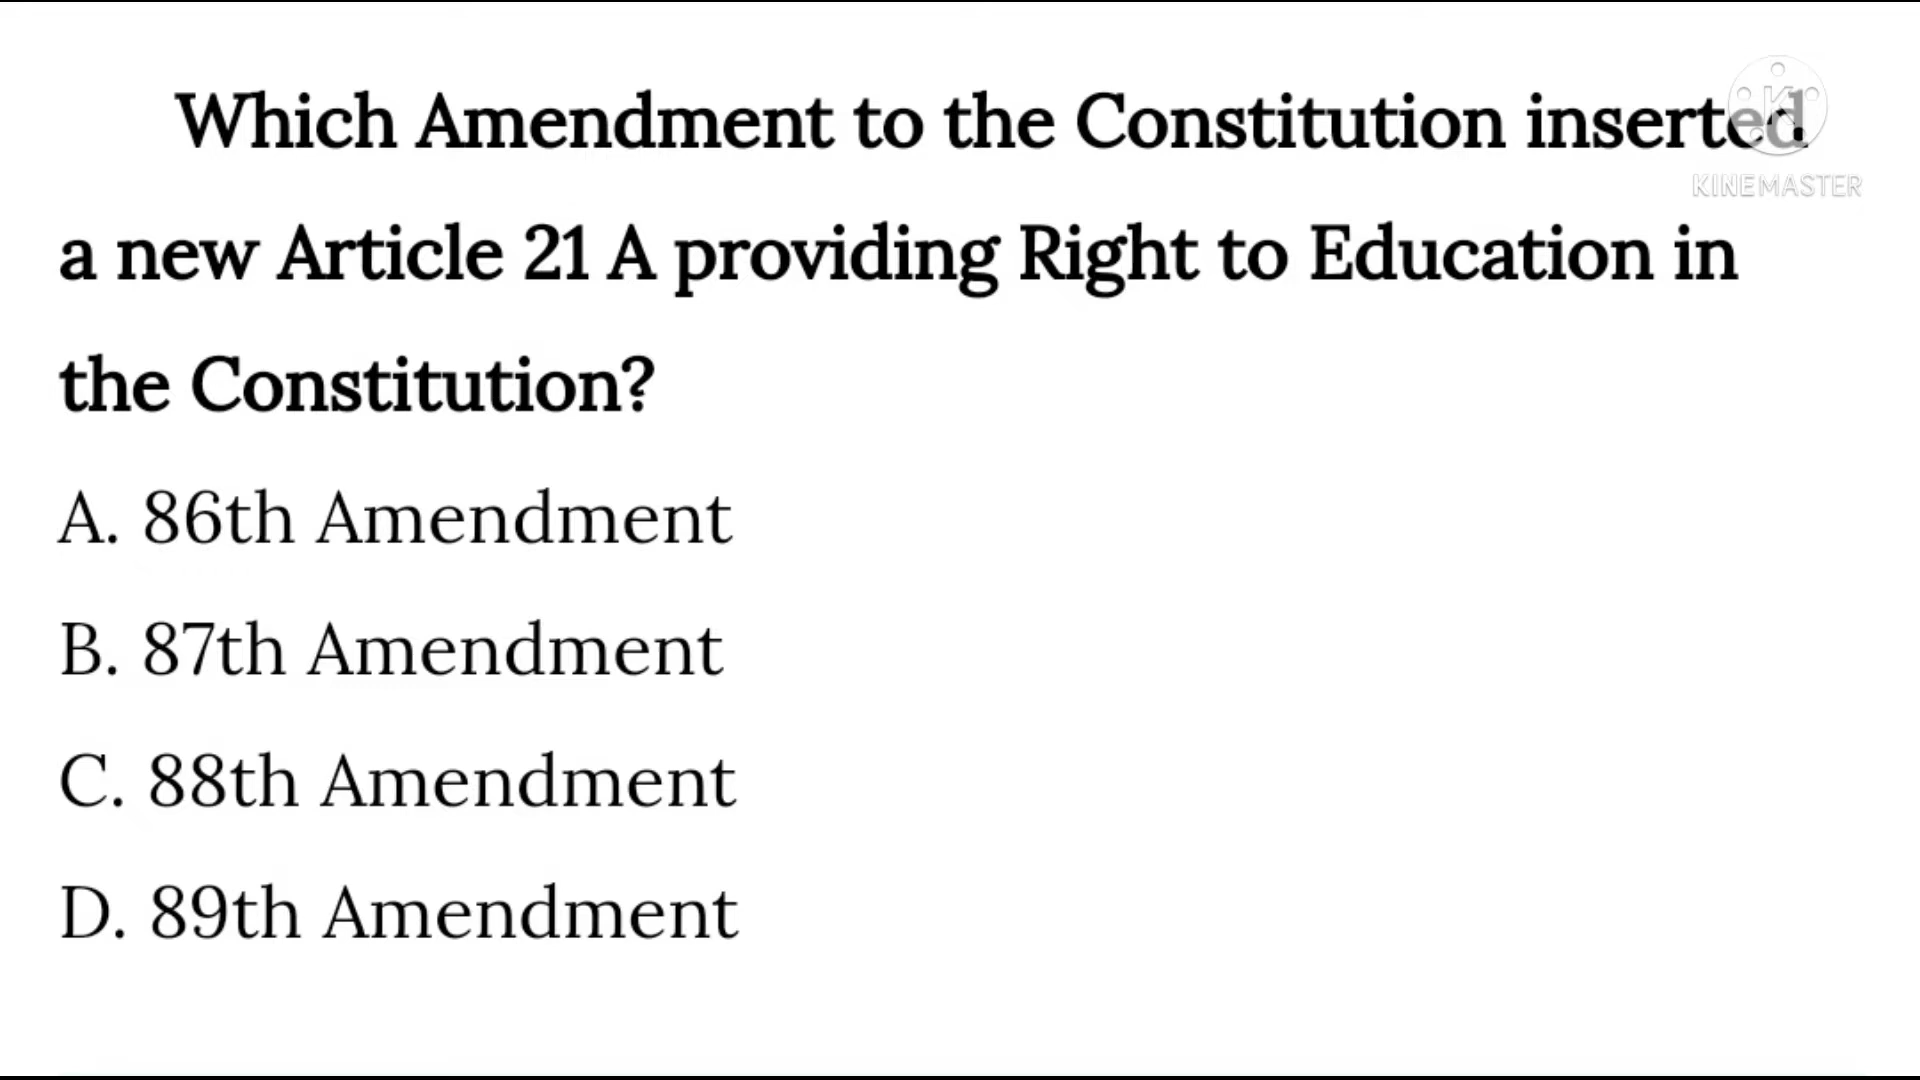 Which Amendment to the Constitution inserted
KINEMASTER
a new Article 21 A providing Right to Education in
the Constitution?
A. 86th Amendment
B. 87th Amendment
C. 88th Amendment
D. 89th Amendment